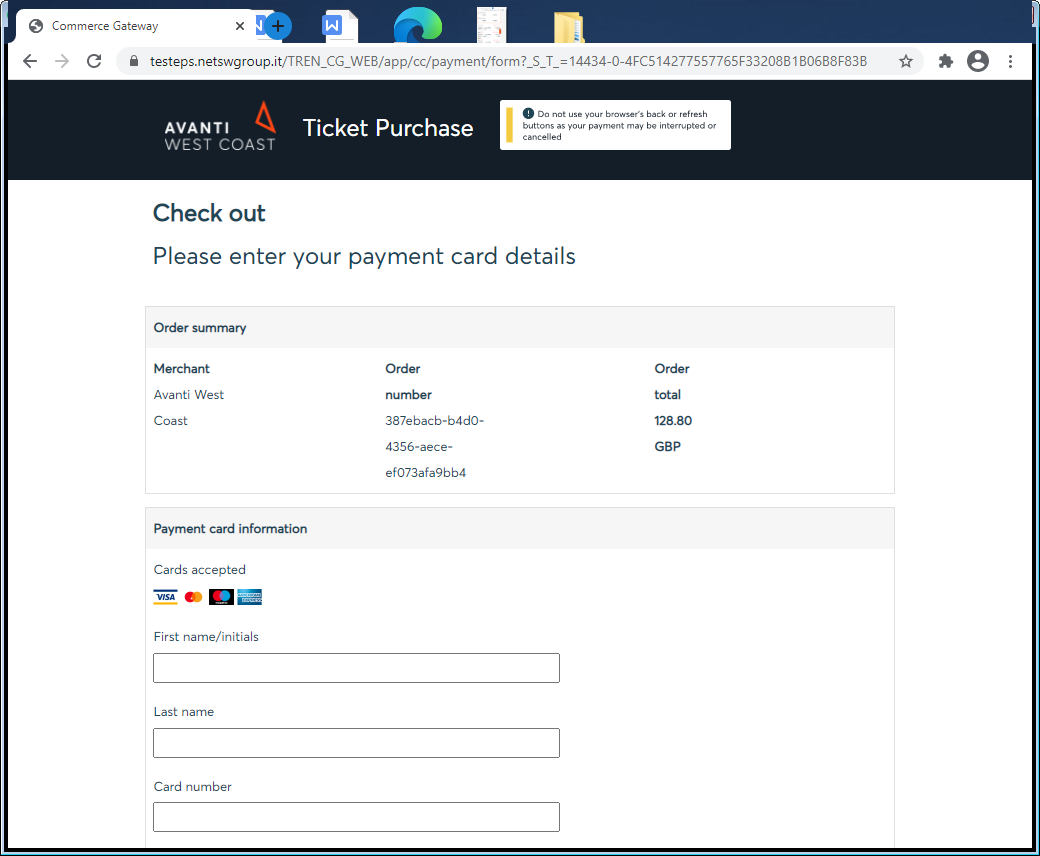 Commerce Gateway
testeps.netswgroup.it/TREN_CG_WEB/app/cc/payment/form?_S_T_=14434-0-4FC514277557765F33208B1B06B8F83B
AVANTI
WEST COAST
Ticket Purchase
Do not use your browser's back or refresh
buttons as your payment may be interrupted or
cancelled
Check out
Please enter your payment card details
Order summary
Merchant
Avanti West
Coast
Order
number
387ebacb-b4d0-
4356-aece-
ef073afa9bb4
Order
total
128.80
GBP
Payment card information
Cards accepted
VISA
First name/initials
Last name
Card number